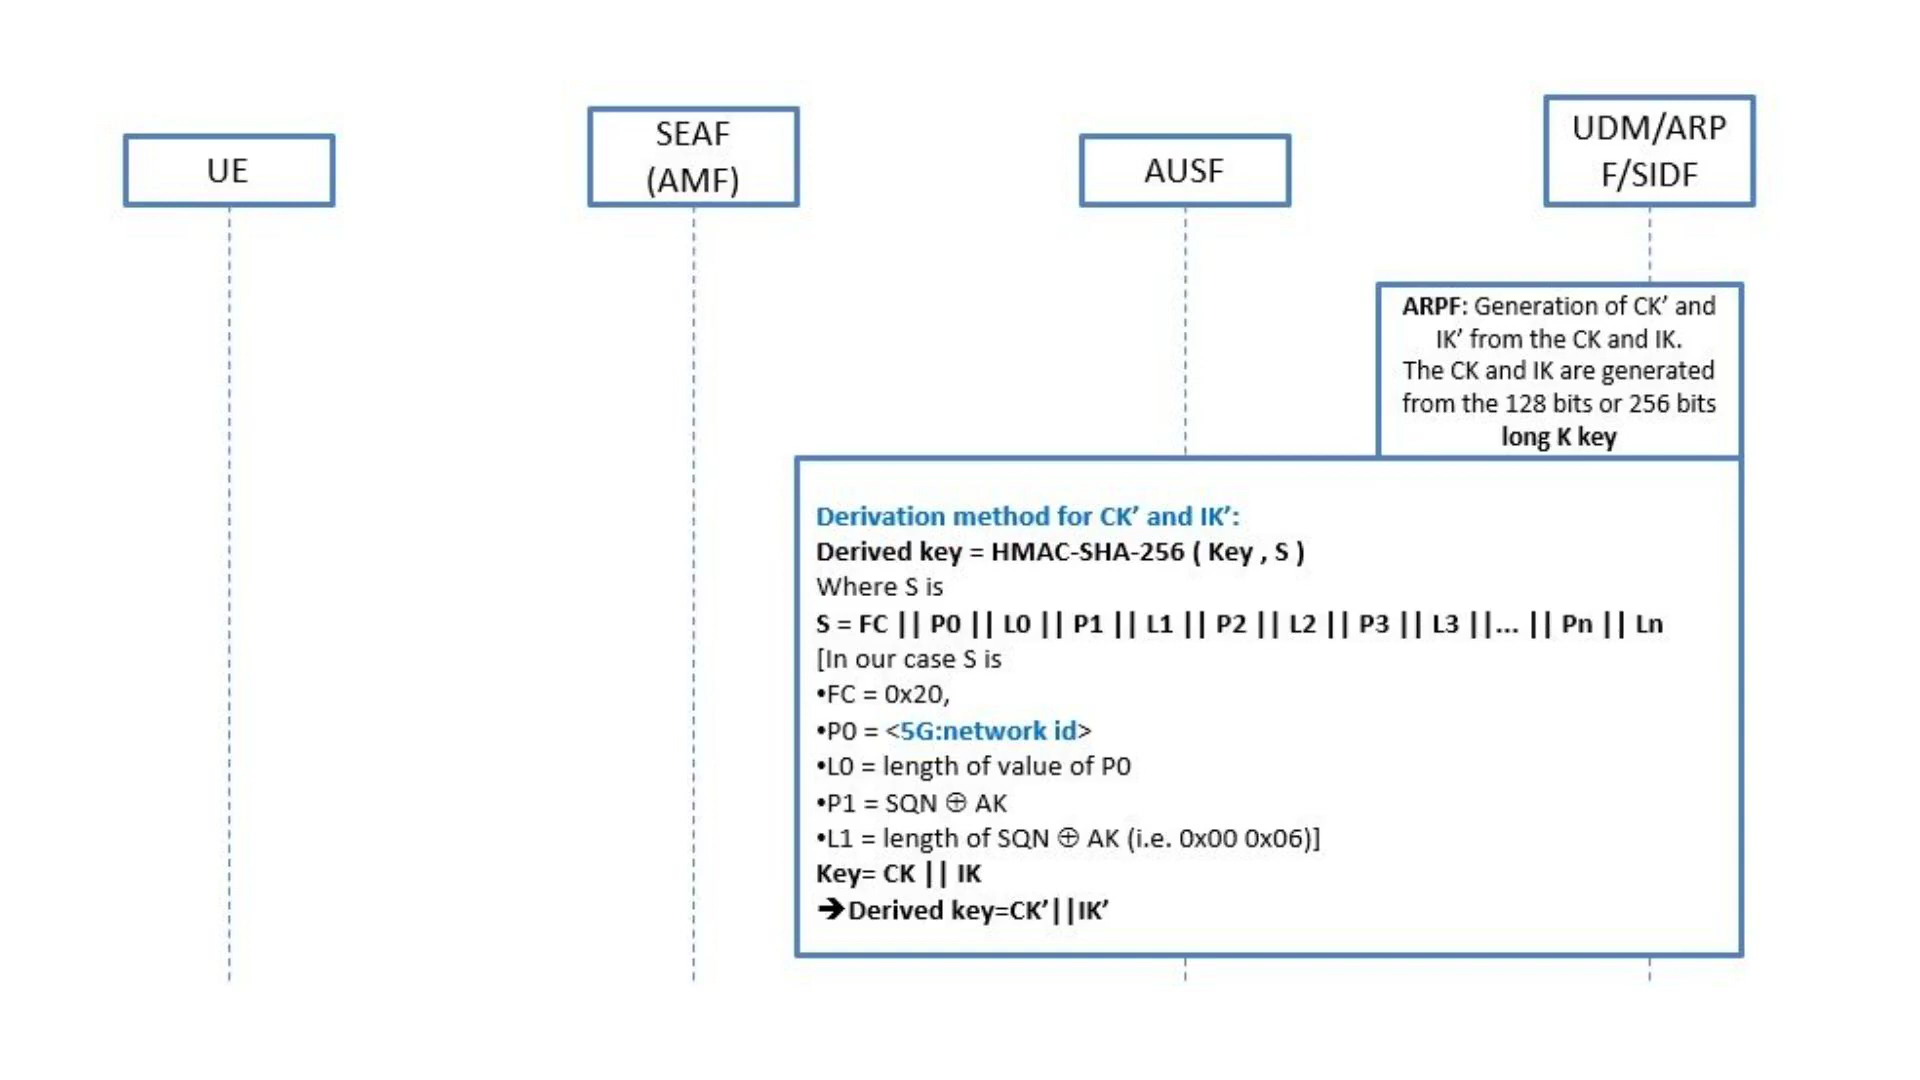 UE
SEAF
(AMF)
AUSF
UDM/ARP
F/SIDF
ARPF: Generation of CK’ and
IK’ from the CK and IK.
The CK and IK are generated
from the 128 bits or 256 bits
long K key
Derivation method for CK’ and IK’:
Derived key = HMAC-SHA-256 ( Key , S )
Where S is
S = FC || P0 || L0 || P1 || L1 || P2 || L2 || P3 || L3 ||... || Pn || Ln
[In our case S is
•FC = 0x20,
•P0 = <5G:network id>
•L0 = length of value of P0
•P1 = SQN ⊕ AK
•L1 = length of SQN ⊕ AK (i.e. 0x00 0x06)]
Key= CK || IK
➔Derived key=CK’||IK’